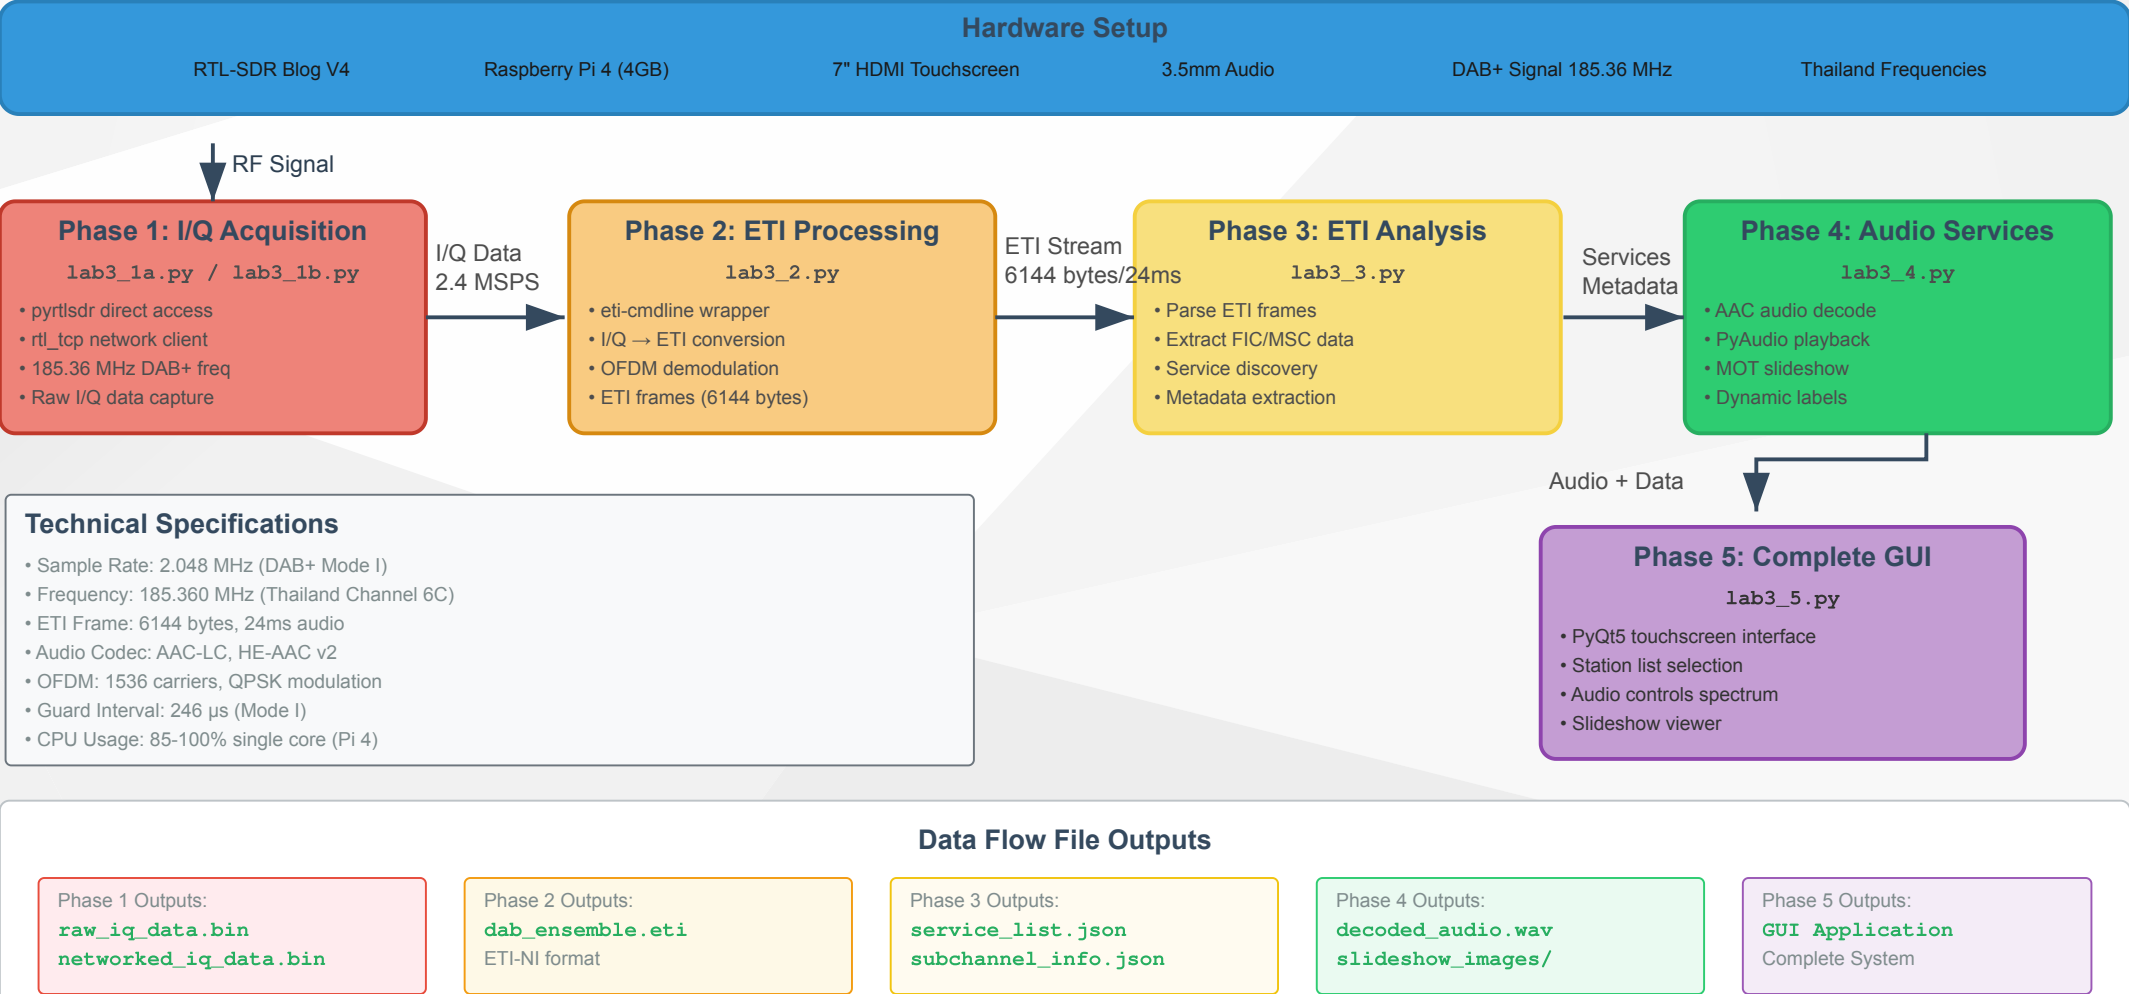 Hardware Setup
RTL-SDR Blog V4
Raspberry Pi 4 (4GB)
7" HDMI Touchscreen
3.5mm Audio
DAB+ Signal 185.36 MHz
Thailand Frequencies
RF Signal
Phase 1: I/Q Acquisition
lab3_1a.py / lab3_1b.py
• pyrtlsdr direct access
• rtl_tcp network client
• 185.36 MHz DAB+ freq
• Raw I/Q data capture
I/Q Data
2.4 MSPS
Phase 2: ETI Processing
lab3_2.py
• eti-cmdline wrapper
• I/Q → ETI conversion
• OFDM demodulation
• ETI frames (6144 bytes)
ETI Stream
6144 bytes/24ms
Phase 3: ETI Analysis
lab3_3.py
• Parse ETI frames
• Extract FIC/MSC data
• Service discovery
• Metadata extraction
Services
Metadata
Phase 4: Audio Services
lab3_4.py
• AAC audio decode
• PyAudio playback
• MOT slideshow
• Dynamic labels
Audio + Data
Phase 5: Complete GUI
lab3_5.py
• PyQt5 touchscreen interface
• Station list selection
• Audio controls spectrum
• Slideshow viewer
Technical Specifications
• Sample Rate: 2.048 MHz (DAB+ Mode I)
• Frequency: 185.360 MHz (Thailand Channel 6C)
• ETI Frame: 6144 bytes, 24ms audio
• Audio Codec: AAC-LC, HE-AAC v2
• OFDM: 1536 carriers, QPSK modulation
• Guard Interval: 246 μs (Mode I)
• CPU Usage: 85-100% single core (Pi 4)
Data Flow File Outputs
Phase 1 Outputs:
raw_iq_data.bin
networked_iq_data.bin
Phase 2 Outputs:
dab_ensemble.eti
ETI-NI format
Phase 3 Outputs:
service_list.json
subchannel_info.json
Phase 4 Outputs:
decoded_audio.wav
slideshow_images/
Phase 5 Outputs:
GUI Application
Complete System